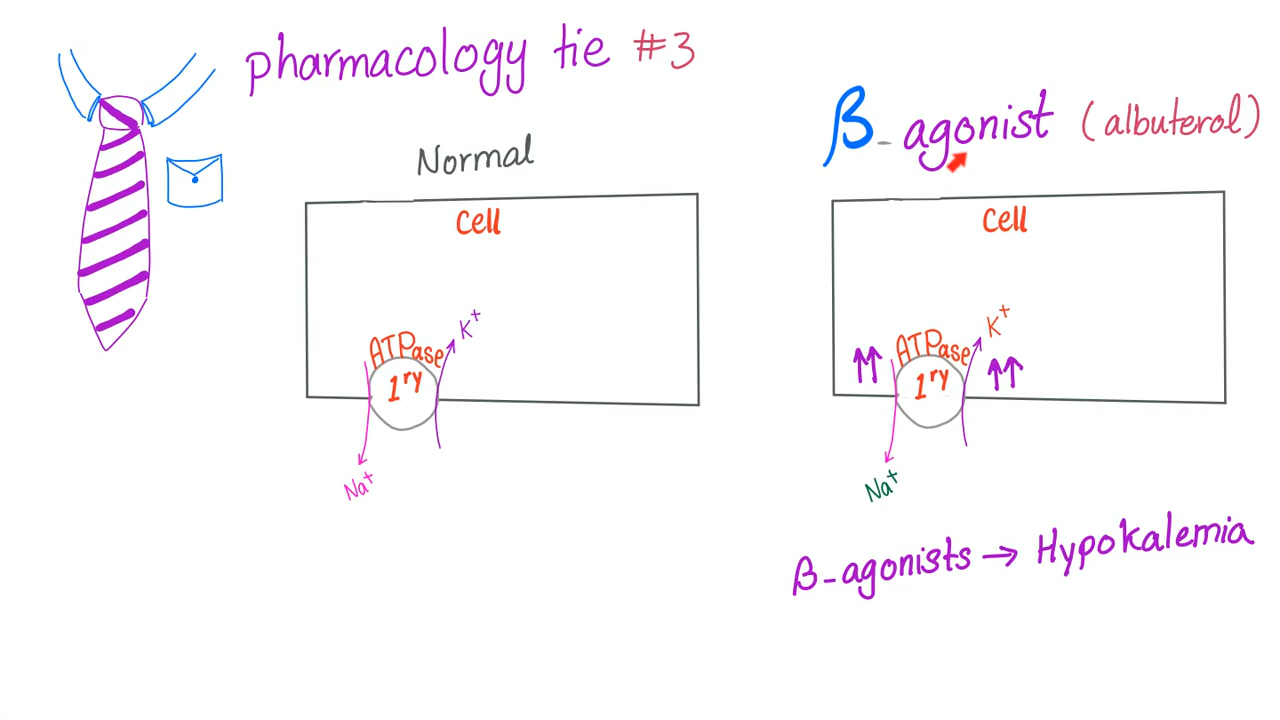 pharmacology tie #3
Normal
Cell
ATPase
1ry
K+
Na+
β-agonist (albuterol)
Cell
ATPase
1ry
K+
↑↑
↑↑
Na+
β-agonists → Hypokalemia